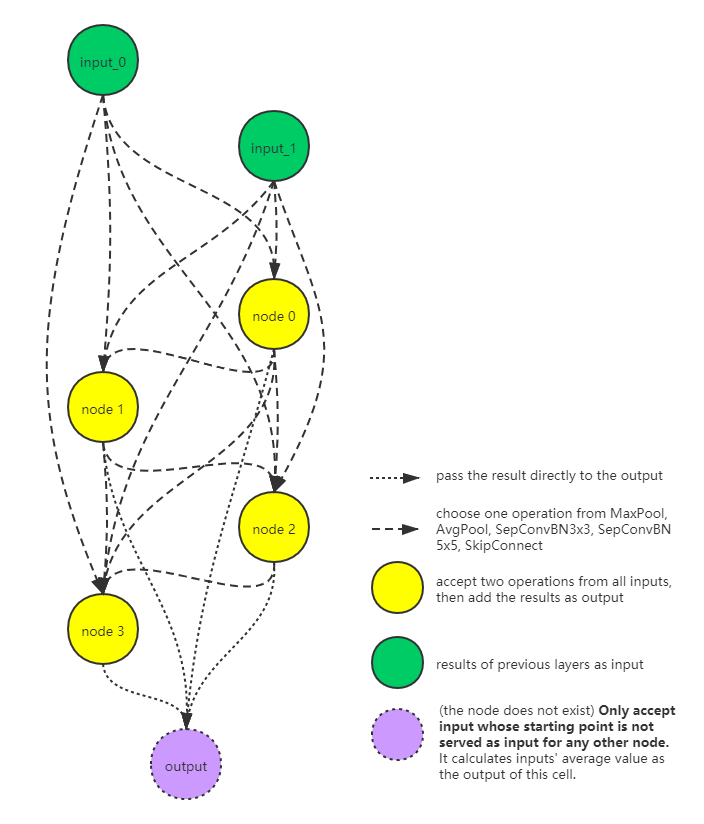 input_0
input_1
node 0
node 1
node 2
node 3
output
pass the result directly to the output
choose one operation from MaxPool,
AvgPool, SepConvBN3x3, SepConvBN
5x5, SkipConnect
accept two operations from all inputs,
then add the results as output
results of previous layers as input
(the node does not exist) Only accept
input whose starting point is not
served as input for any other node.
It calculates inputs' average value as
the output of this cell.